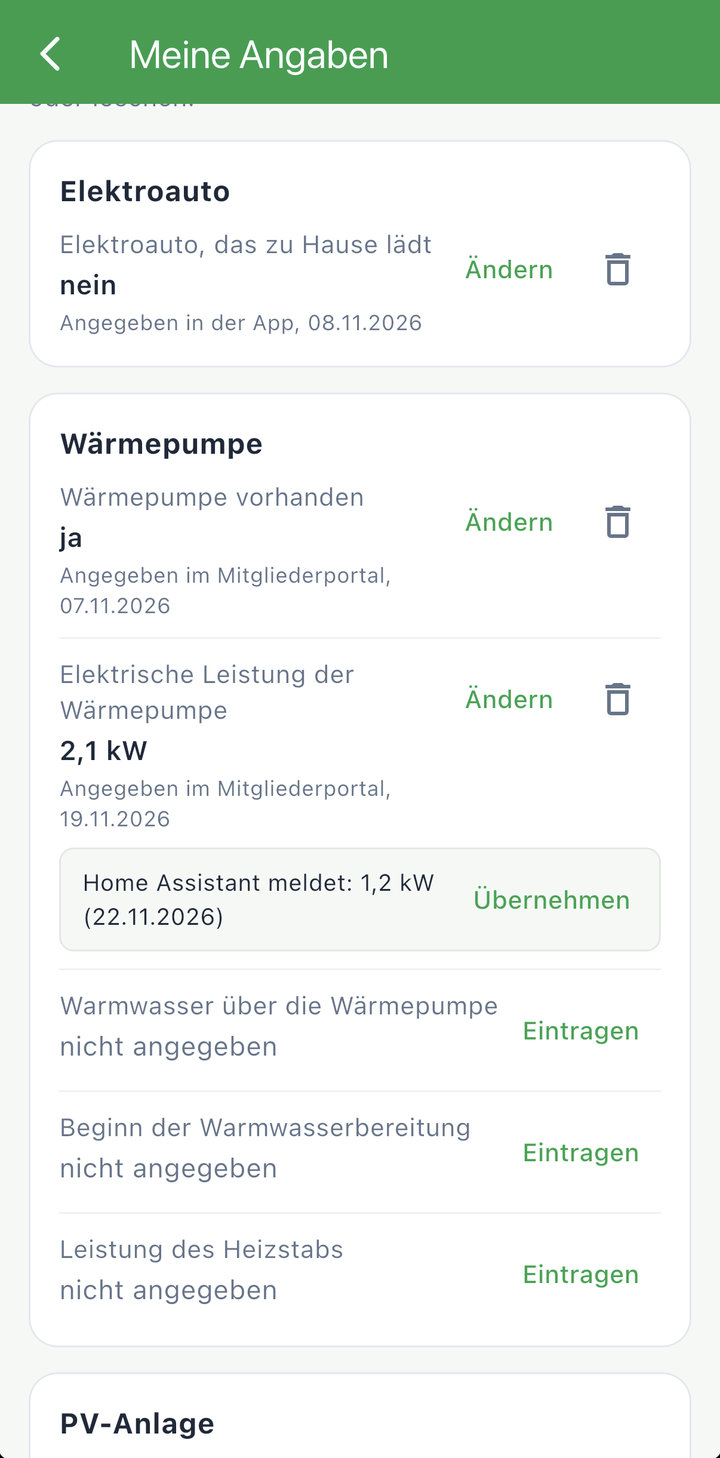 Meine Angaben
oder löschen.
Elektroauto
Elektroauto, das zu Hause lädt
nein
Angegeben in der App, 08.11.2026
Ändern
Wärmepumpe
Wärmepumpe vorhanden
ja
Angegeben im Mitgliederportal,
07.11.2026
Ändern
Elektrische Leistung der
Wärmepumpe
2,1 kW
Angegeben im Mitgliederportal,
19.11.2026
Ändern
Home Assistant meldet: 1,2 kW
(22.11.2026)
Übernehmen
Warmwasser über die Wärmepumpe
nicht angegeben
Eintragen
Beginn der Warmwasserbereitung
nicht angegeben
Eintragen
Leistung des Heizstabs
nicht angegeben
Eintragen
PV-Anlage